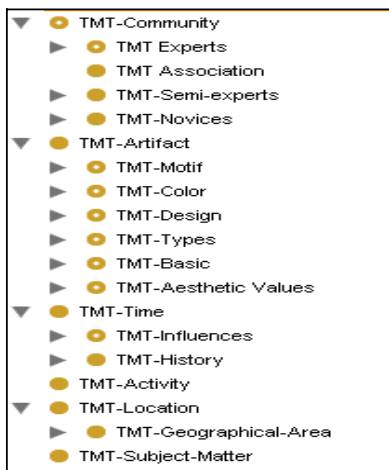 TMT-Community
TMT Experts
TMT Association
TMT-Semi-experts
TMT-Novices
TMT-Artifact
TMT-Motif
TMT-Color
TMT-Design
TMT-Types
TMT-Basic
TMT-Aesthetic Values
TMT-Time
TMT-Influences
TMT-History
TMT-Activity
TMT-Location
TMT-Geographical-Area
TMT-Subject-Matter